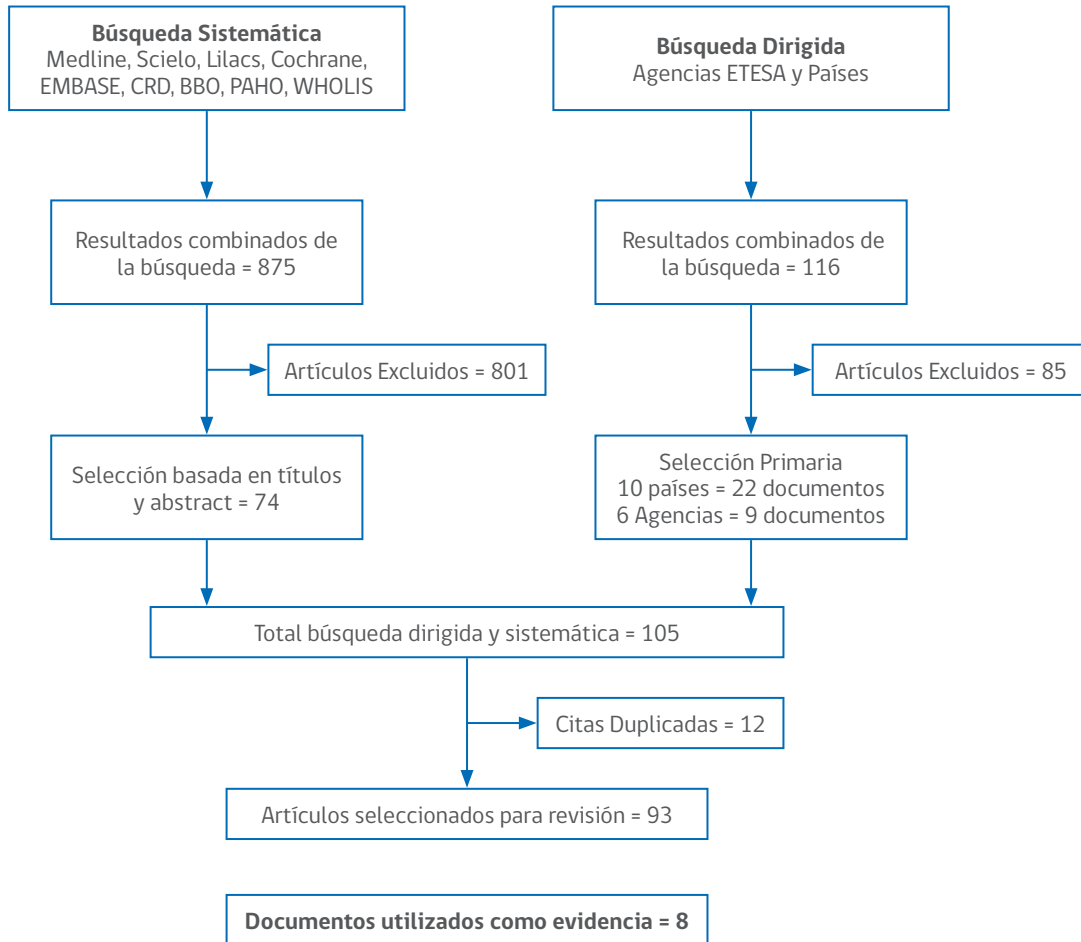 Búsqueda Sistemática
Medline, Scielo, Lilacs, Cochrane,
EMBASE, CRD, BBO, PAHO, WHOLIS
Búsqueda Dirigida
Agencias ETESA y Países
Resultados combinados de
la búsqueda = 875
Resultados combinados de
la búsqueda = 116
Artículos Excluidos = 801
Artículos Excluidos = 85
Selección basada en títulos
y abstract = 74
Selección Primaria
10 países = 22 documentos
6 Agencias = 9 documentos
Total búsqueda dirigida y sistemática = 105
Citas Duplicadas = 12
Artículos seleccionados para revisión = 93
Documentos utilizados como evidencia = 8